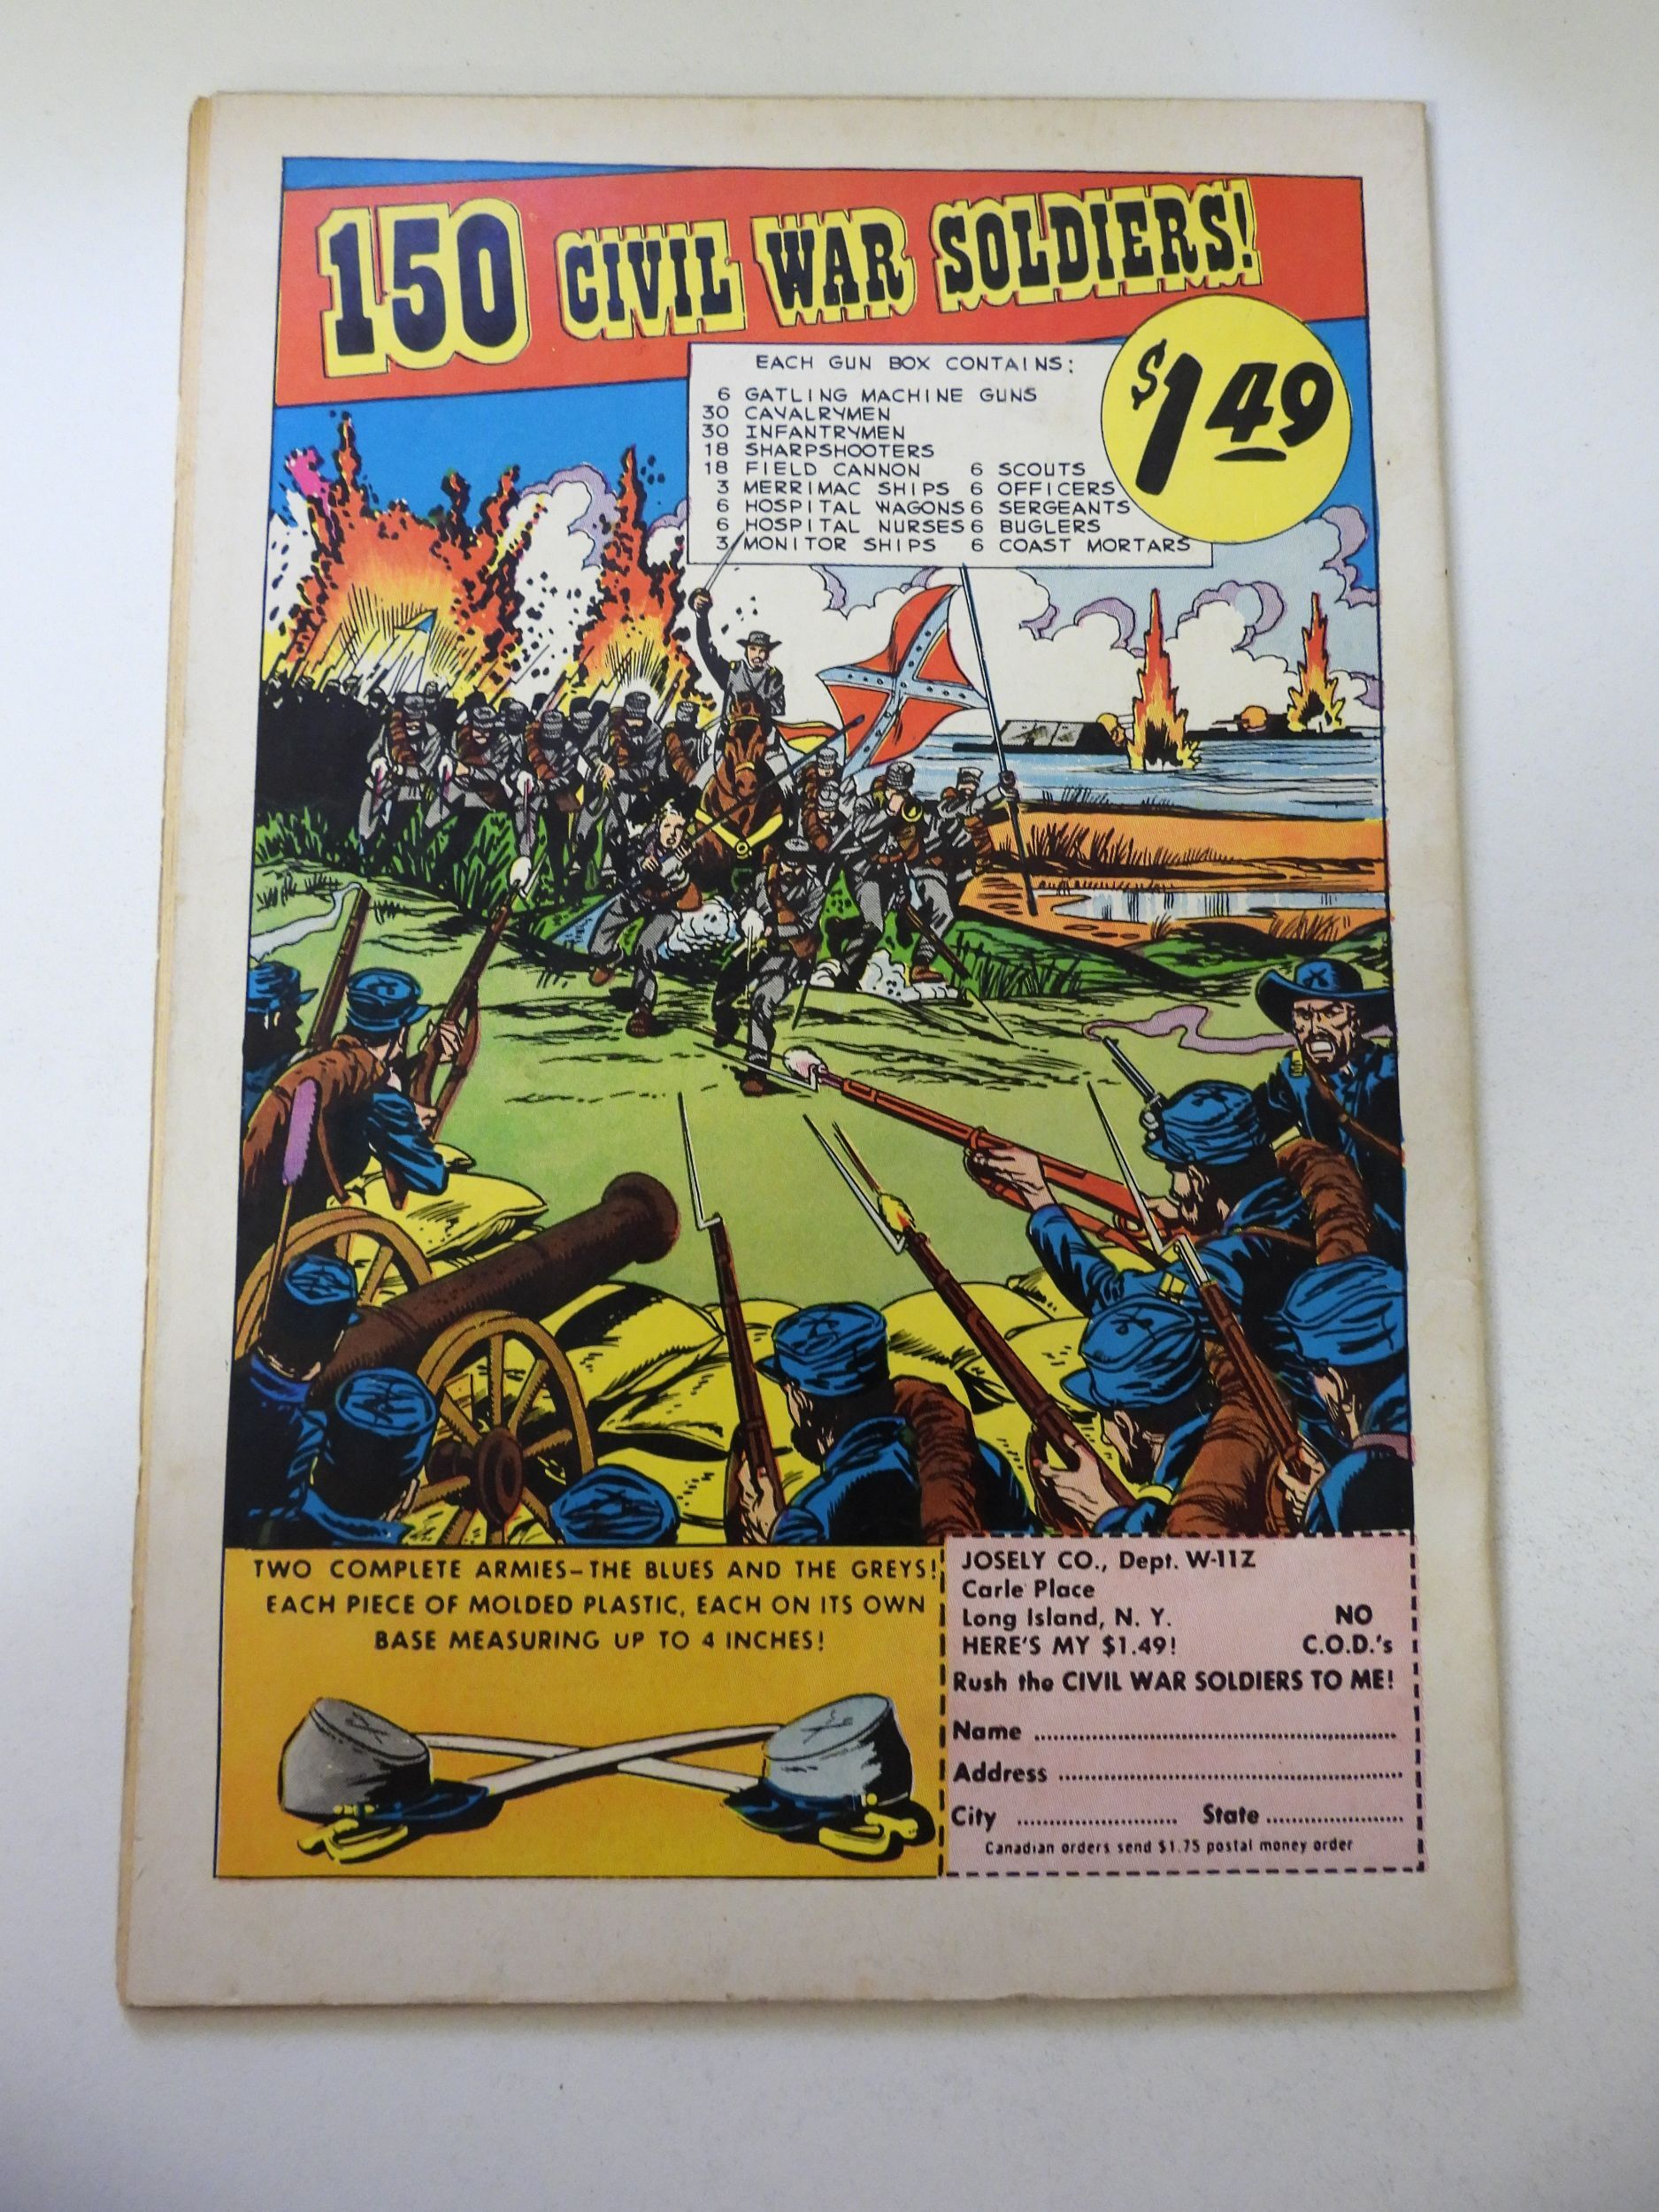 150 CIVIL WAR SOLDIERS!
$1.49
EACH GUN BOX CONTAINS:
6 GATLING MACHINE GUNS
30 CAVALRYMEN
30 INFANTRYMEN
18 SHARPSHOOTERS
18 FIELD CANNON 6 SCOUTS
3 MERRIMAC SHIPS 6 OFFICERS
6 HOSPITAL WAGONS 6 SERGEANTS
6 HOSPITAL NURSES 6 BUGLERS
3 MONITOR SHIPS 6 COAST MORTARS
TWO COMPLETE ARMIES-THE BLUES AND THE GREYS!
EACH PIECE OF MOLDED PLASTIC, EACH ON ITS OWN
BASE MEASURING UP TO 4 INCHES!
JOSELY CO., Dept. W-11Z
Carle Place
Long Island, N. Y. NO
HERE'S MY $1.49! C.O.D.'s
Rush the CIVIL WAR SOLDIERS TO ME!
Name
Address
City State
Canadian orders send $1.75 postal money order